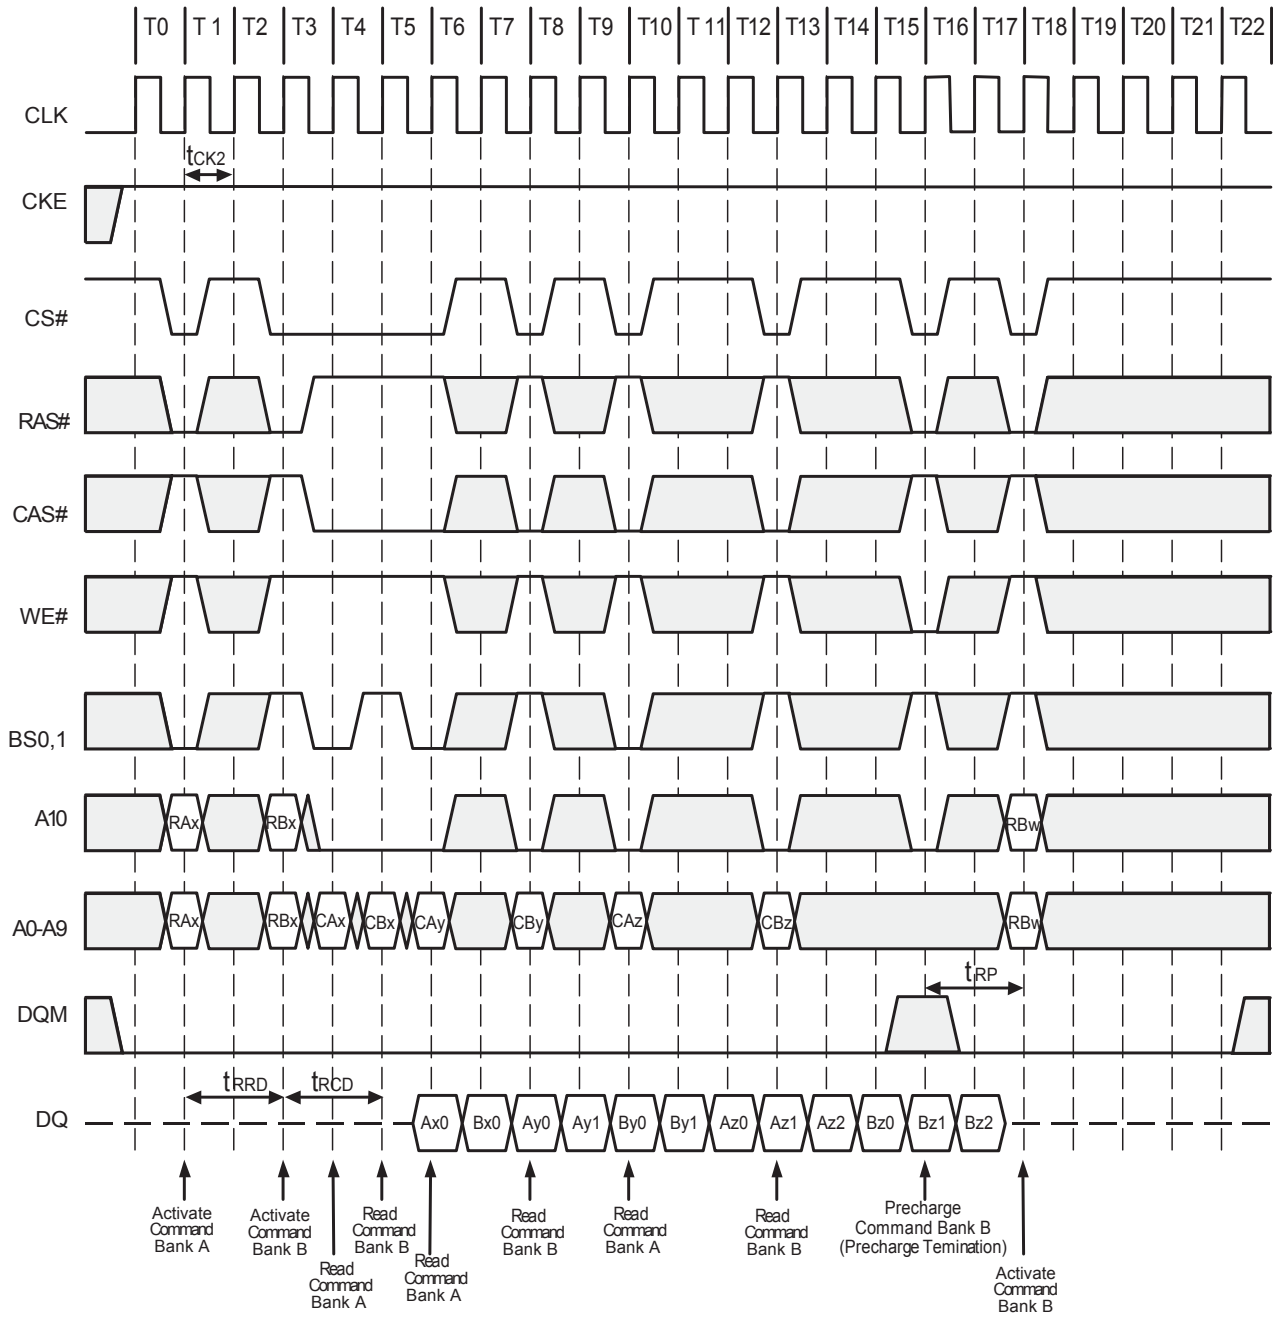 T0 T 1 T2 T3 T4 T5 T6 T7 T8 T9 T10 T 11 T12 T13 T14 T15 T16 T17 T18 T19 T20 T21 T22
CLK
tCK2
CKE
CS#
RAS#
CAS#
WE#
BS0,1
A10
RAx RBx RBw
A0-A9
RAx RBx CAx CBx CAy CBy CAz CBz RBw
tRP
DQM
tRRD tRCD
DQ
Ax0 Bx0 Ay0 Ay1 By0 By1 Az0 Az1 Az2 Bz0 Bz1 Bz2
Activate
Command
Bank A
Activate
Command
Bank B
Read
Command
Bank A
Read
Command
Bank B
Read
Command
Bank A
Read
Command
Bank B
Read
Command
Bank A
Read
Command
Bank B
Precharge
Command Bank B
(Precharge Temination)
Activate
Command
Bank B